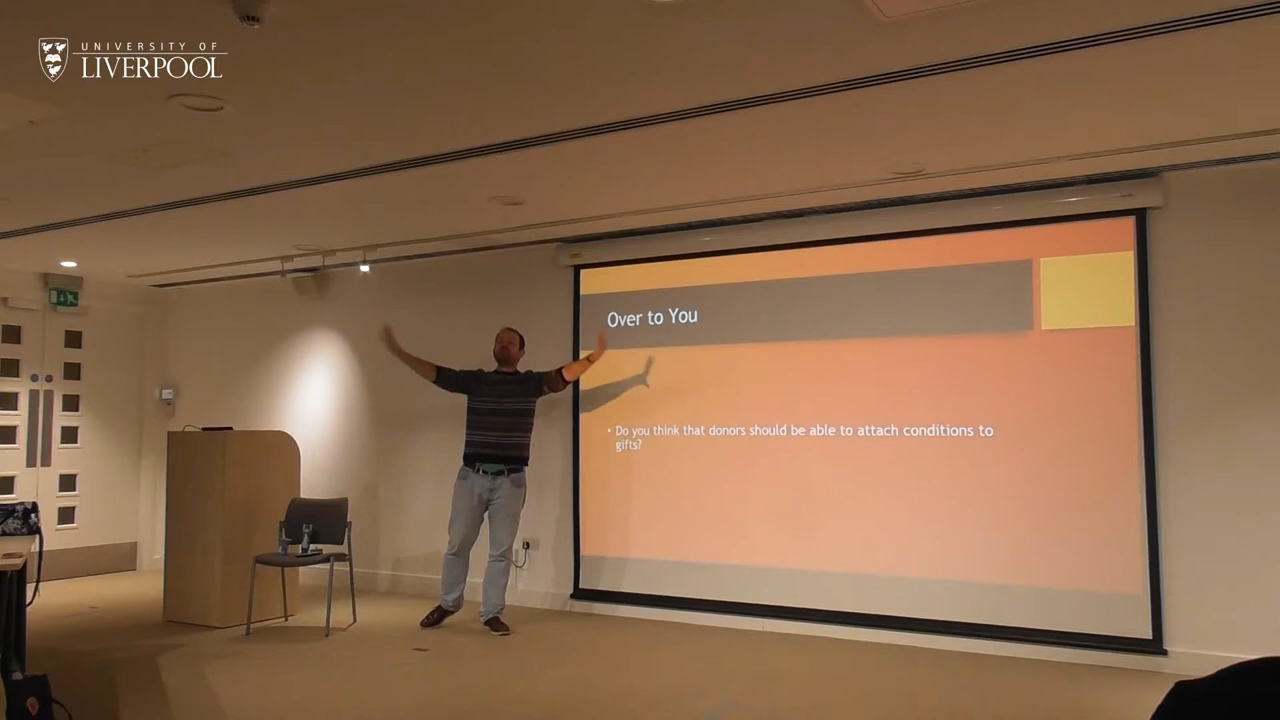 UNIVERSITY OF
LIVERPOOL
Over to You
• Do you think that donors should be able to attach conditions to
gifts?